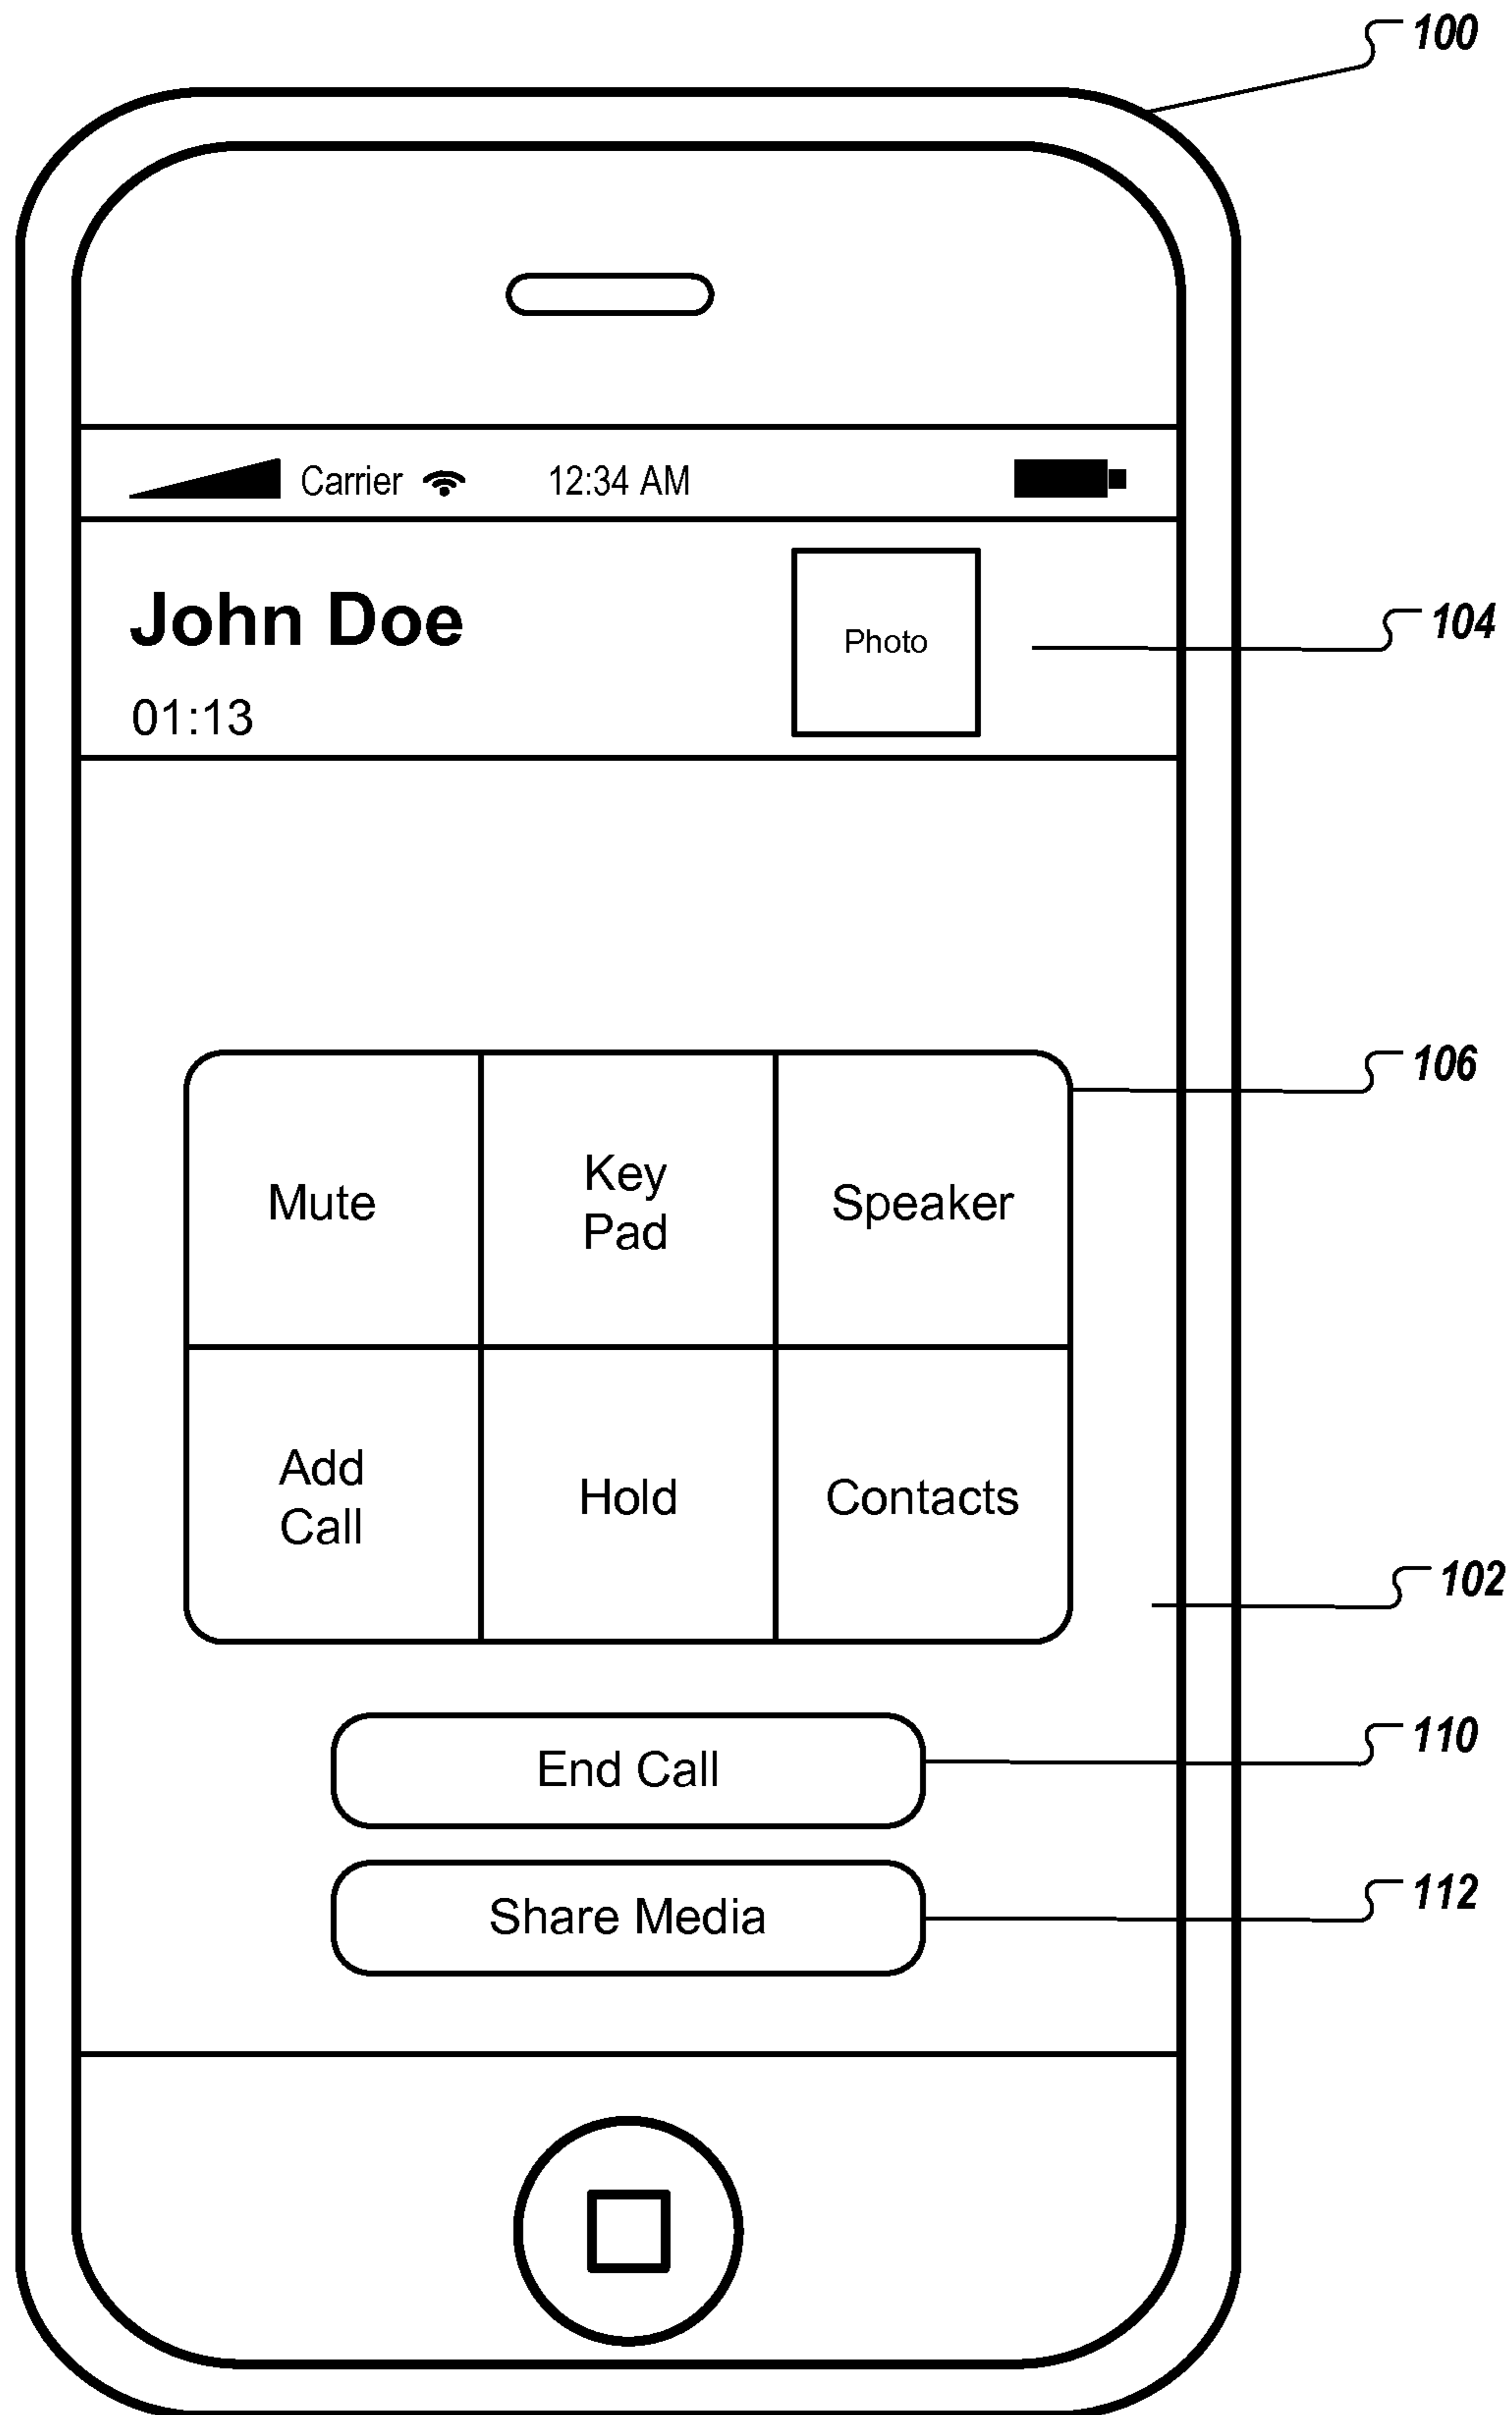 100
Carrier 12:34 AM
John Doe
Photo
104
01:13
106
Mute
Key
Pad
Speaker
Add
Call
Hold
Contacts
102
End Call
110
Share Media
112